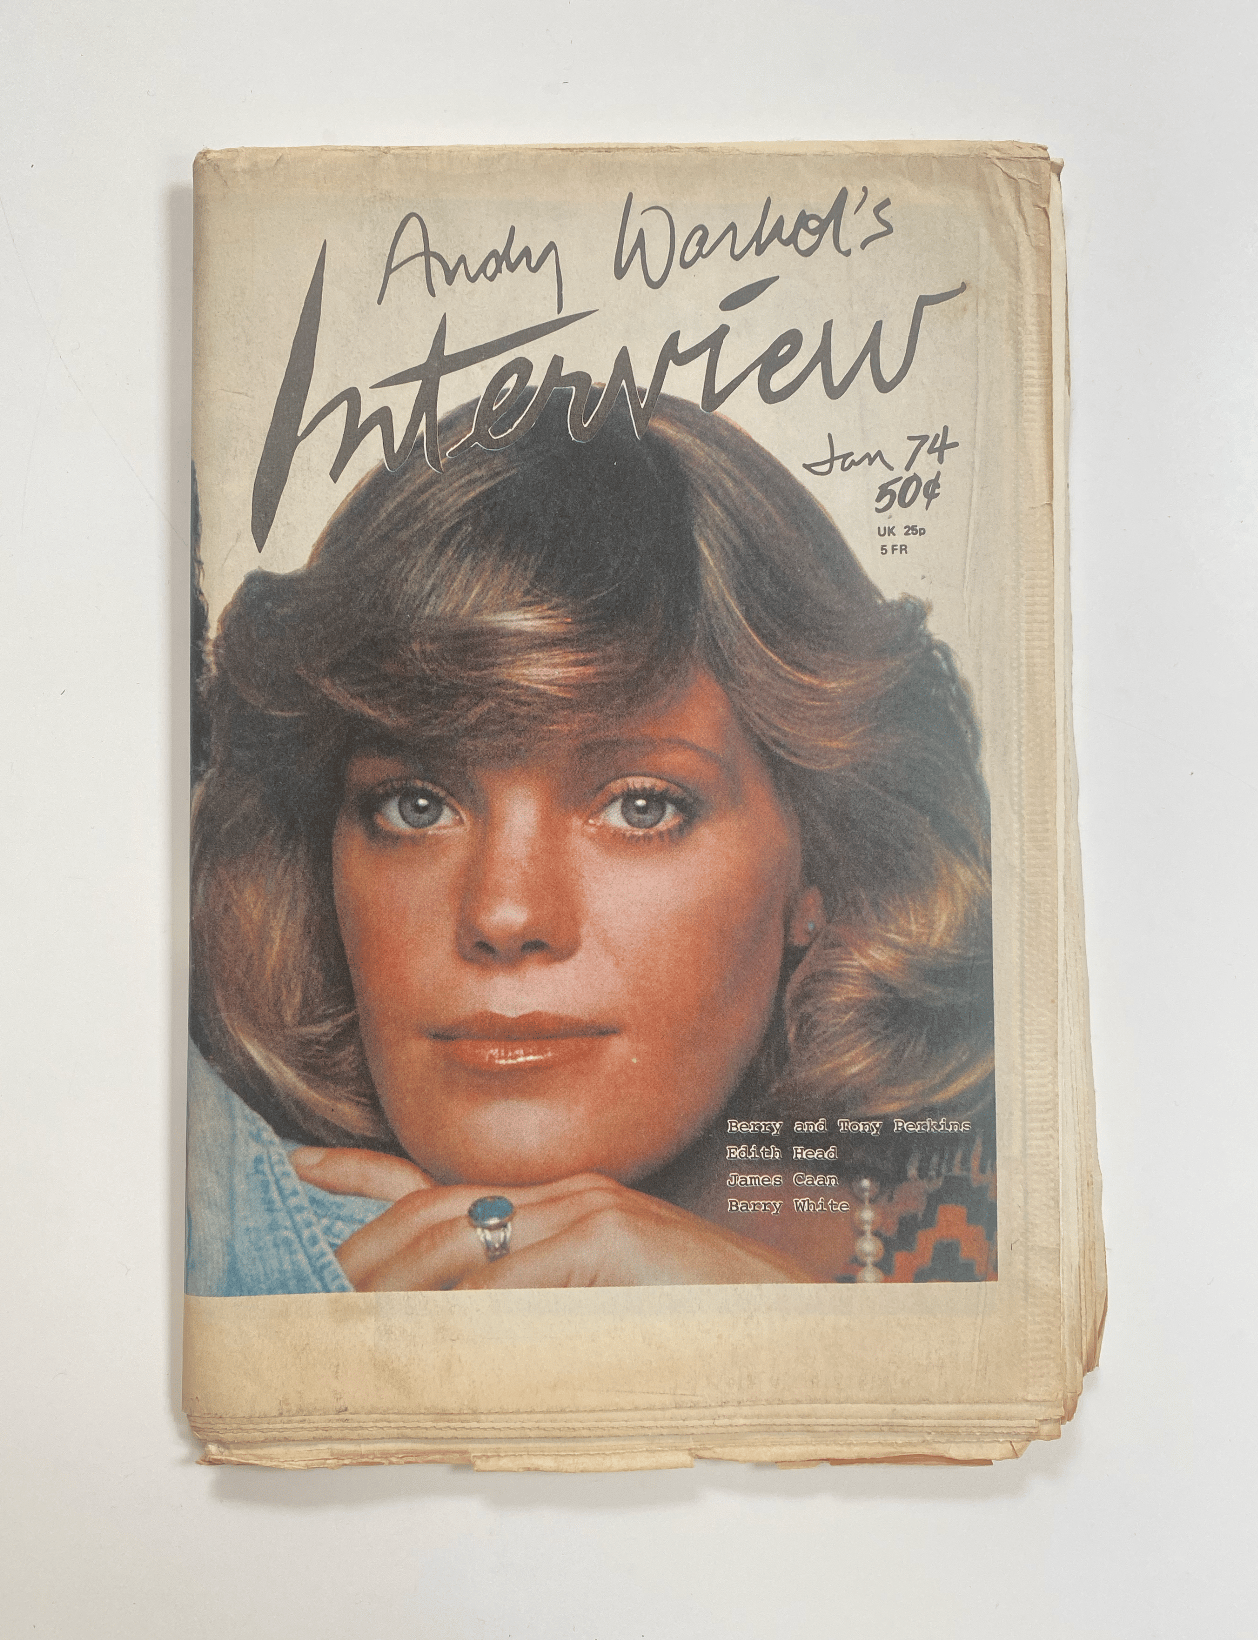 Andy Warhol's
Interview
Jan 74
50¢
UK 25p
5 FR
Berry and Tony Perkins
Edith Head
James Caan
Barry White